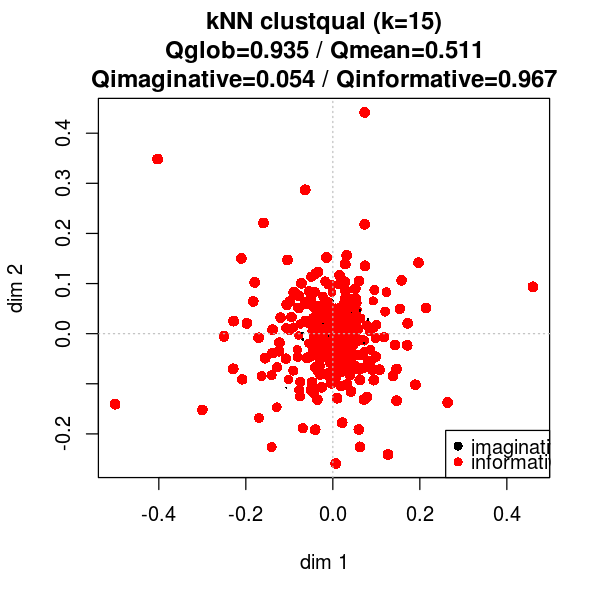 kNN clustqual (k=15)
Qglob=0.935 / Qmean=0.511
Qimaginative=0.054 / Qinformative=0.967
0.4
0.3
0.2
0.1
0.0
-0.2
dim 2
imaginati
informati
-0.4
-0.2
0.0
0.2
0.4
dim 1